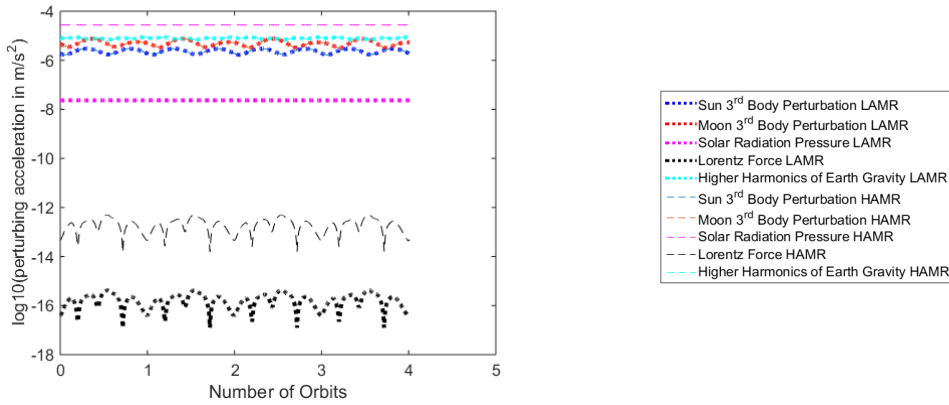 log10(perturbing acceleration in m/s²)
-4
-6
-8
-10
-12
-14
-16
-18
0 1 2 3 4 5
Number of Orbits
Sun 3rd Body Perturbation LAMR
Moon 3rd Body Perturbation LAMR
Solar Radiation Pressure LAMR
Lorentz Force LAMR
Higher Harmonics of Earth Gravity LAMR
Sun 3rd Body Perturbation HAMR
Moon 3rd Body Perturbation HAMR
Solar Radiation Pressure HAMR
Lorentz Force HAMR
Higher Harmonics of Earth Gravity HAMR